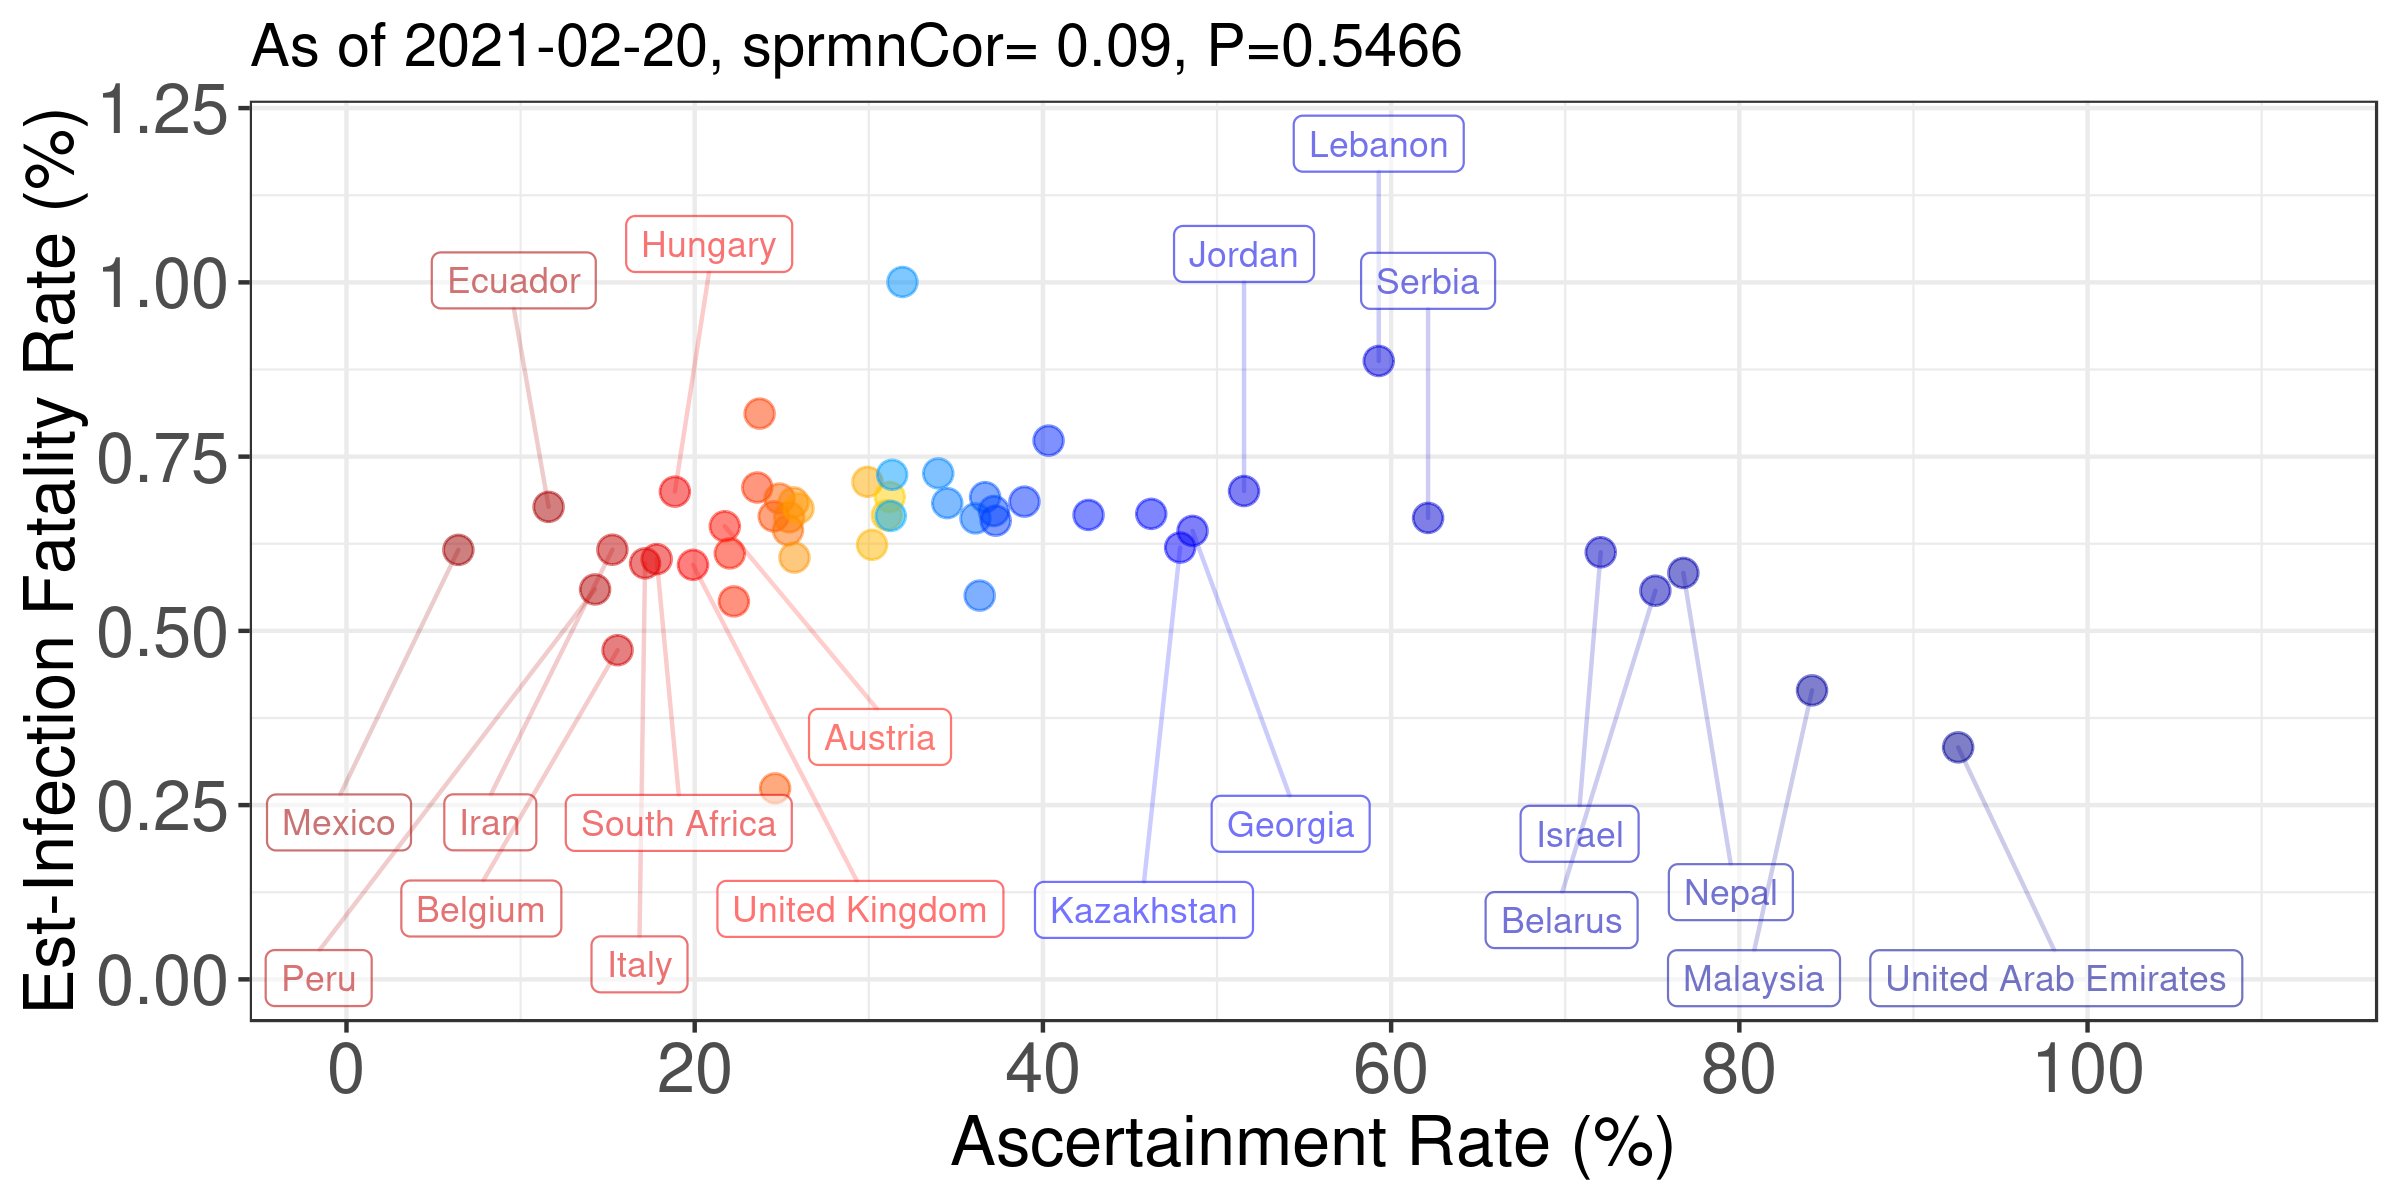 As of 2021-02-20, sprmnCor= 0.09, P=0.5466
Est-Infection Fatality Rate (%)
1.25
1.00
0.75
0.50
0.25
0.00
Lebanon
Hungary
Jordan
Ecuador
Serbia
Austria
Mexico
Iran
South Africa
Georgia
Israel
Belgium
United Kingdom
Kazakhstan
Nepal
Belarus
Peru
Italy
Malaysia
United Arab Emirates
0
20
40
60
80
100
Ascertainment Rate (%)